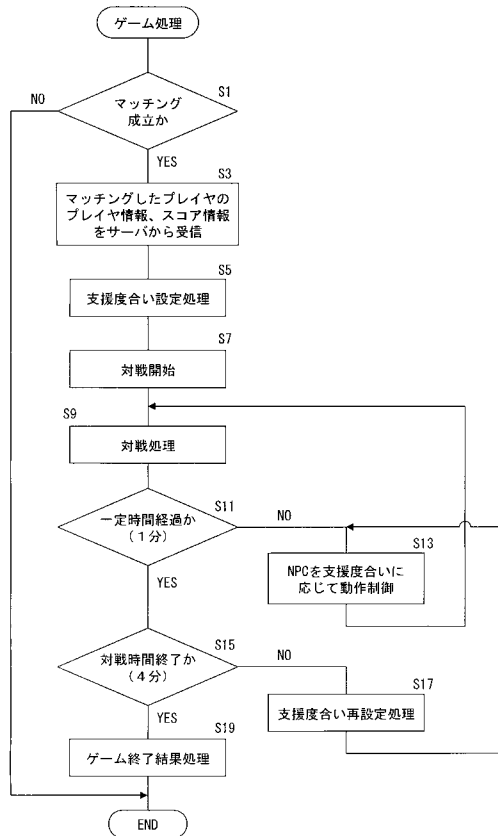 ゲーム処理
S1
NO
マッチング
成立か
YES
S3
マッチングしたプレイヤの
プレイヤ情報、スコア情報
をサーバから受信
S5
支援度合い設定処理
S7
対戦開始
S9
対戦処理
S11
一定時間経過か
(1分)
NO
YES
S13
NPCを支援度合いに
応じて動作制御
S15
対戦時間終了か
(4分)
NO
YES
S17
支援度合い再設定処理
S19
ゲーム終了結果処理
END